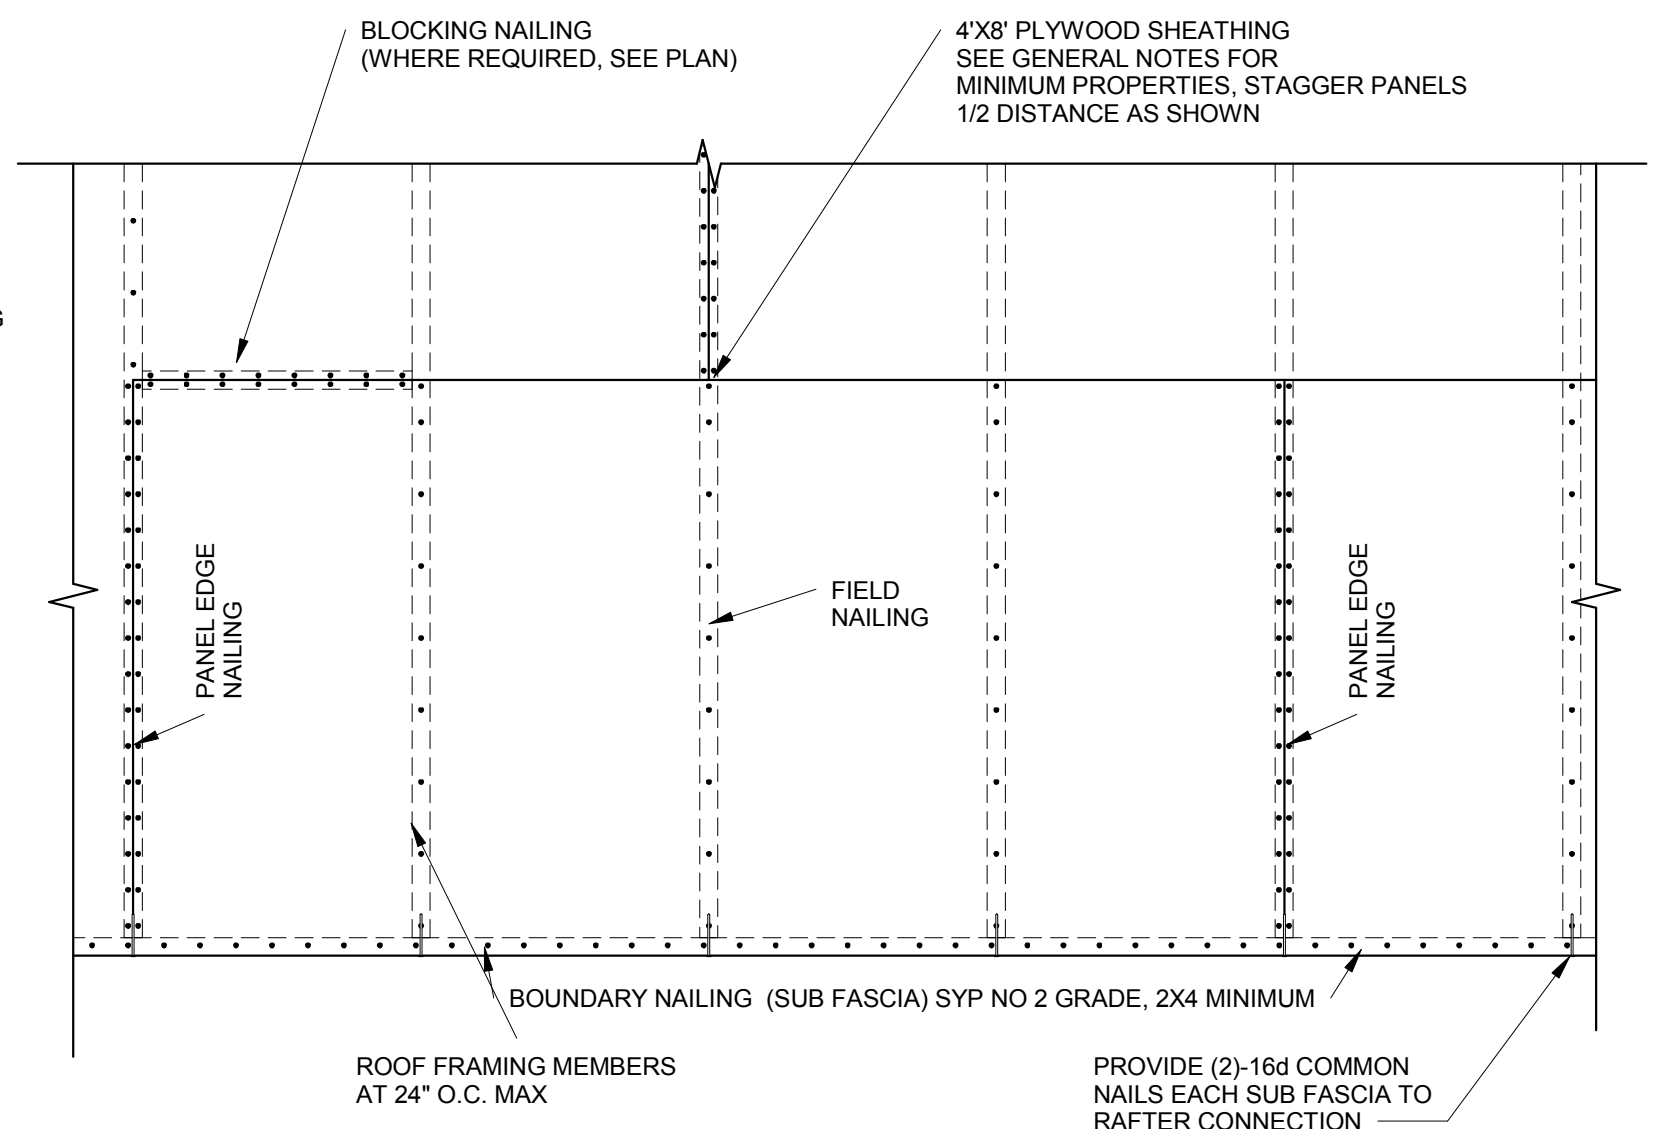 BLOCKING NAILING
(WHERE REQUIRED, SEE PLAN)
4'X8' PLYWOOD SHEATHING
SEE GENERAL NOTES FOR
MINIMUM PROPERTIES, STAGGER PANELS
1/2 DISTANCE AS SHOWN
G
PANEL EDGE
NAILING
FIELD
NAILING
PANEL EDGE
NAILING
BOUNDARY NAILING (SUB FASCIA) SYP NO 2 GRADE, 2X4 MINIMUM
ROOF FRAMING MEMBERS
AT 24" O.C. MAX
PROVIDE (2)-16d COMMON
NAILS EACH SUB FASCIA TO
RAFTER CONNECTION